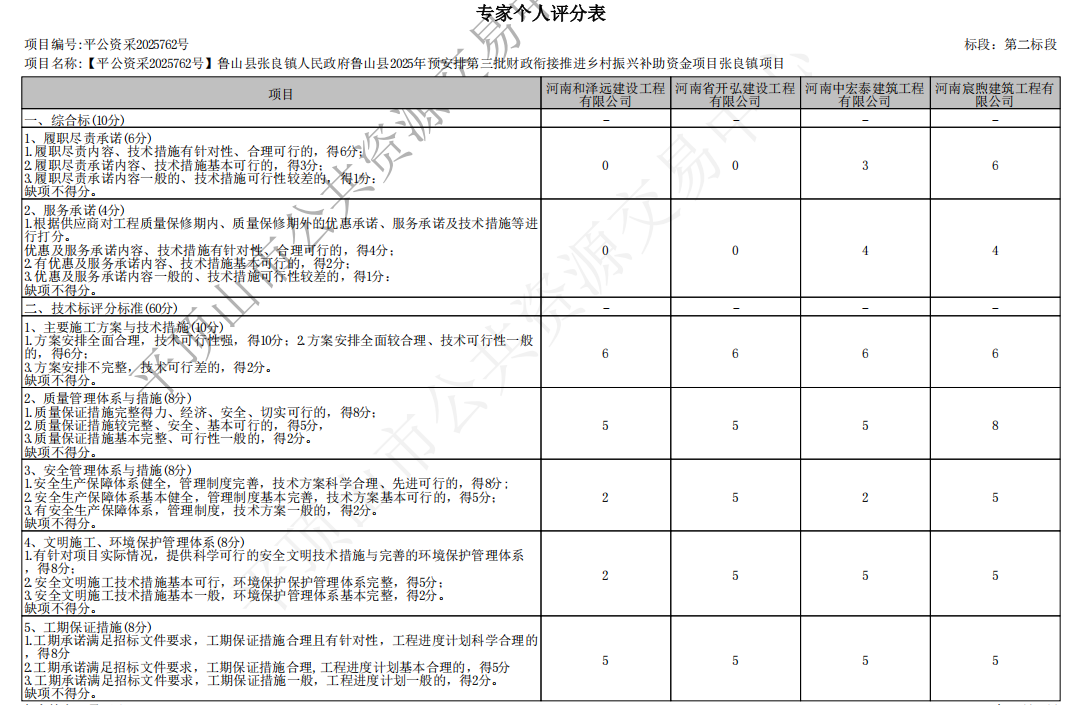 专家个人评分表
项目编号:平公资采2025762号
标段：第二标段
项目名称:【平公资采2025762号】鲁山县张良镇人民政府鲁山县2025年预安排第三批财政衔接推进乡村振兴补助资金项目张良镇项目
项目 河南和泽远建设工程有限公司 河南省开弘建设工程有限公司 河南中宏泰建筑工程有限公司 河南宸煦建筑工程有限公司
一、综合标(10分) - - - -
1、履职尽责承诺(6分)
1.履职尽责内容、技术措施有针对性、合理可行的，得6分；
2.履职尽责承诺内容、技术措施基本可行的，得3分；
3.履职尽责承诺内容一般的、技术措施可行性较差的，得1分；
缺项不得分。
0 0 3 6
2、服务承诺(4分)
1.根据供应商对工程质量保修期内、质量保修期外的优惠承诺、服务承诺及技术措施等进
行打分。
优惠及服务承诺内容、技术措施有针对性、合理可行的，得4分；
2.有优惠及服务承诺内容、技术措施基本可行的，得2分；
3.优惠及服务承诺内容一般的、技术措施可行性较差的，得1分；
缺项不得分。
0 0 4 4
二、技术标评分标准(60分) - - - -
1、主要施工方案与技术措施(10分)
1.方案安排全面合理，技术可行性强，得10分；2.方案安排全面较合理、技术可行性一般
的，得6分；
3.方案安排不完整，技术可行差的，得2分。
缺项不得分。
6 6 6 6
2、质量管理体系与措施(8分)
1.质量保证措施完整得力、经济、安全、切实可行的，得8分；
2.质量保证措施较完整、安全、基本可行的，得5分，
3.质量保证措施基本完整、可行性一般的，得2分。
缺项不得分。
5 5 5 8
3、安全管理体系与措施(8分)
1.安全生产保障体系健全，管理制度完善，技术方案科学合理、先进可行的，得8分；
2.安全生产保障体系基本健全，管理制度基本完善，技术方案基本可行的，得5分；
3.有安全生产保障体系，管理制度，技术方案一般的，得2分。
缺项不得分。
2 5 2 5
4、文明施工、环境保护管理体系(8分)
1.有针对项目实际情况，提供科学可行的安全文明技术措施与完善的环境保护管理体系
，得8分；
2.安全文明施工技术措施基本可行，环境保护保护管理体系完整，得5分；
3.安全文明施工技术措施基本一般，环境保护管理体系基本完整，得2分。
缺项不得分。
2 5 5 5
5、工期保证措施(8分)
1.工期承诺满足招标文件要求，工期保证措施合理且有针对性，工程进度计划科学合理的
，得8分
2.工期承诺满足招标文件要求，工期保证措施合理,工程进度计划基本合理的，得5分
3.工期承诺满足招标文件要求，工期保证措施一般，工程进度计划一般的，得2分。
缺项不得分。
5 5 5 5
平顶山市公共资源交易中心
平顶山市公共资源交易中心